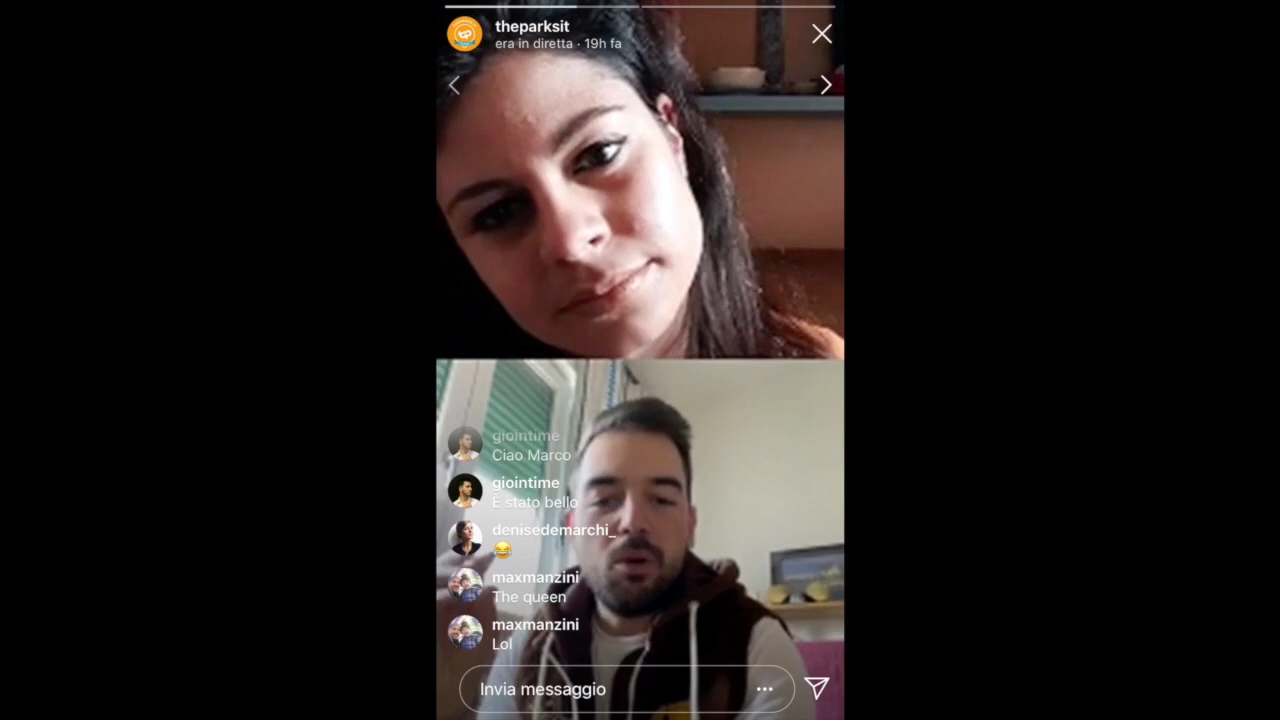 theparksit
era in diretta · 19h fa
giointime
Ciao Marco
giointime
È stato bello
denisedemarchi_
😂
maxmanzini
The queen
maxmanzini
Lol
Invia messaggio